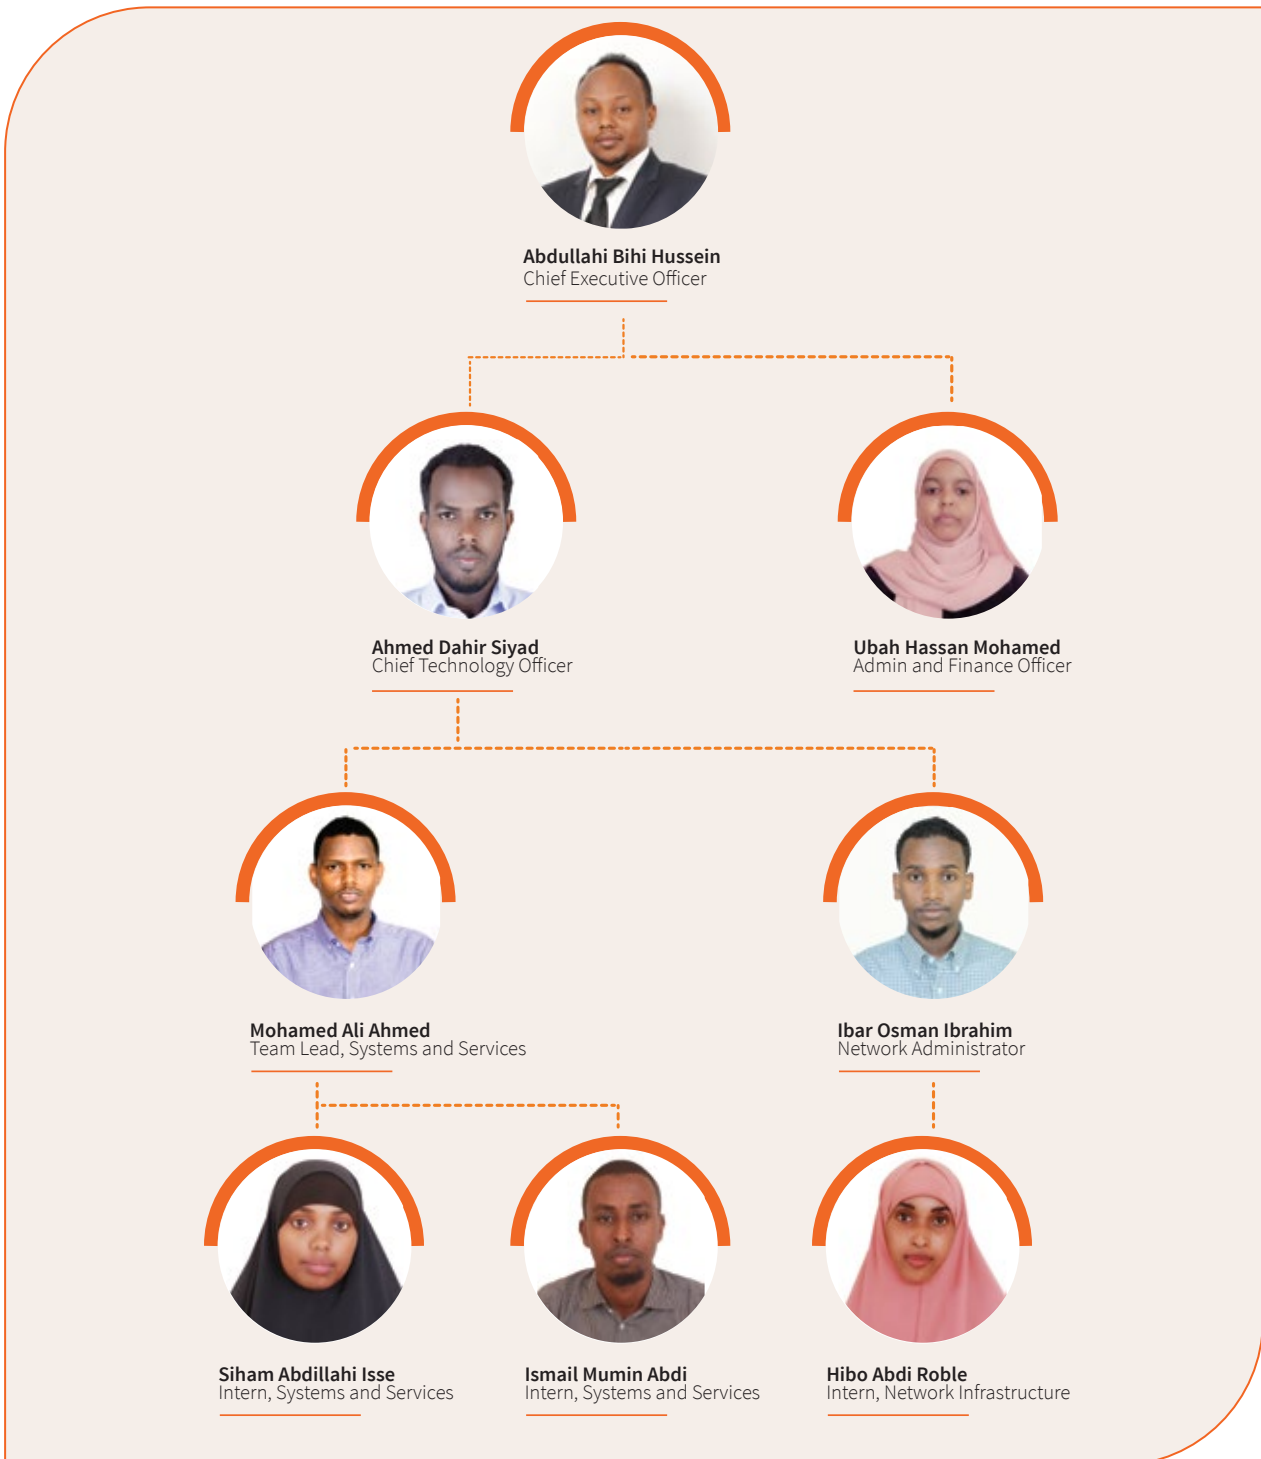 Abdullahi Bihi Hussein
Chief Executive Officer
Ahmed Dahir Siyad
Chief Technology Officer
Ubah Hassan Mohamed
Admin and Finance Officer
Mohamed Ali Ahmed
Team Lead, Systems and Services
Ibar Osman Ibrahim
Network Administrator
Siham Abdillahi Isse
Intern, Systems and Services
Ismail Mumin Abdi
Intern, Systems and Services
Hibo Abdi Roble
Intern, Network Infrastructure